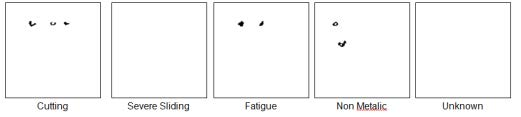 Cutting
Severe Sliding
Fatigue
Non Metalic
Unknown